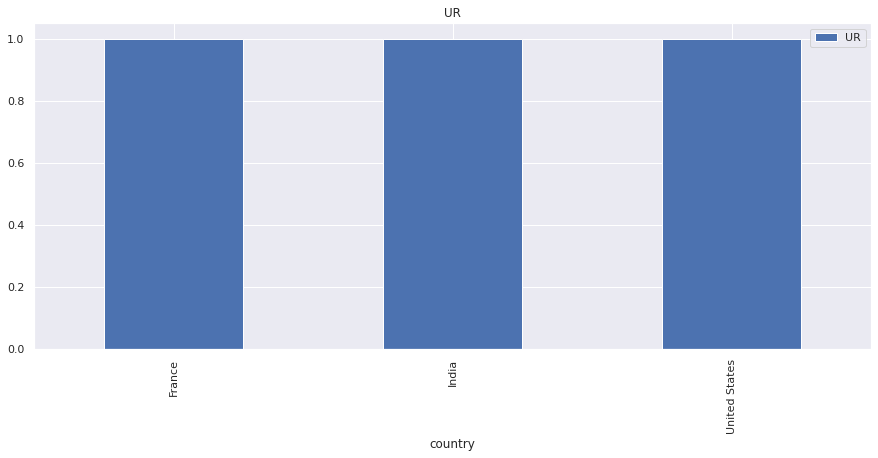 UR
UR
1.0
0.8
0.6
0.4
0.2
0.0
France
India
United States
country